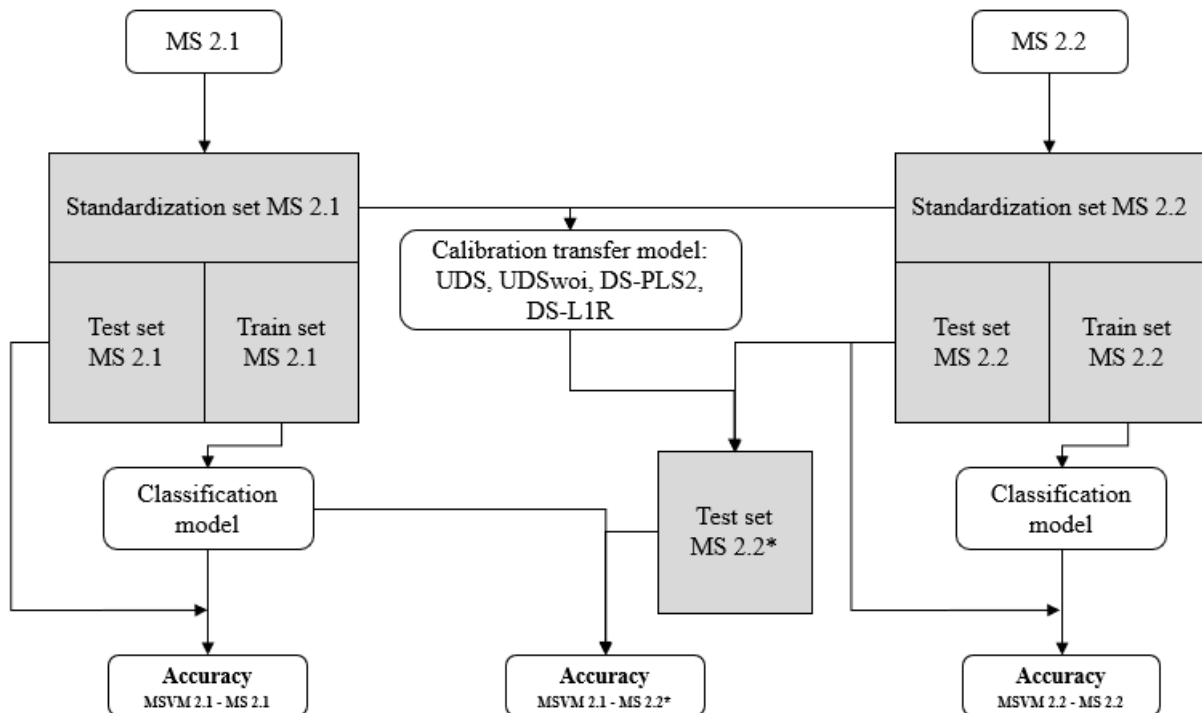 MS 2.1
MS 2.2
Standardization set MS 2.1
Standardization set MS 2.2
Calibration transfer model:
UDS, UDSwoi, DS-PLS2,
DS-L1R
Test set
MS 2.1
Train set
MS 2.1
Test set
MS 2.2
Train set
MS 2.2
Classification
model
Test set
MS 2.2*
Classification
model
Accuracy
MSVM 2.1 - MS 2.1
Accuracy
MSVM 2.1 - MS 2.2*
Accuracy
MSVM 2.2 - MS 2.2